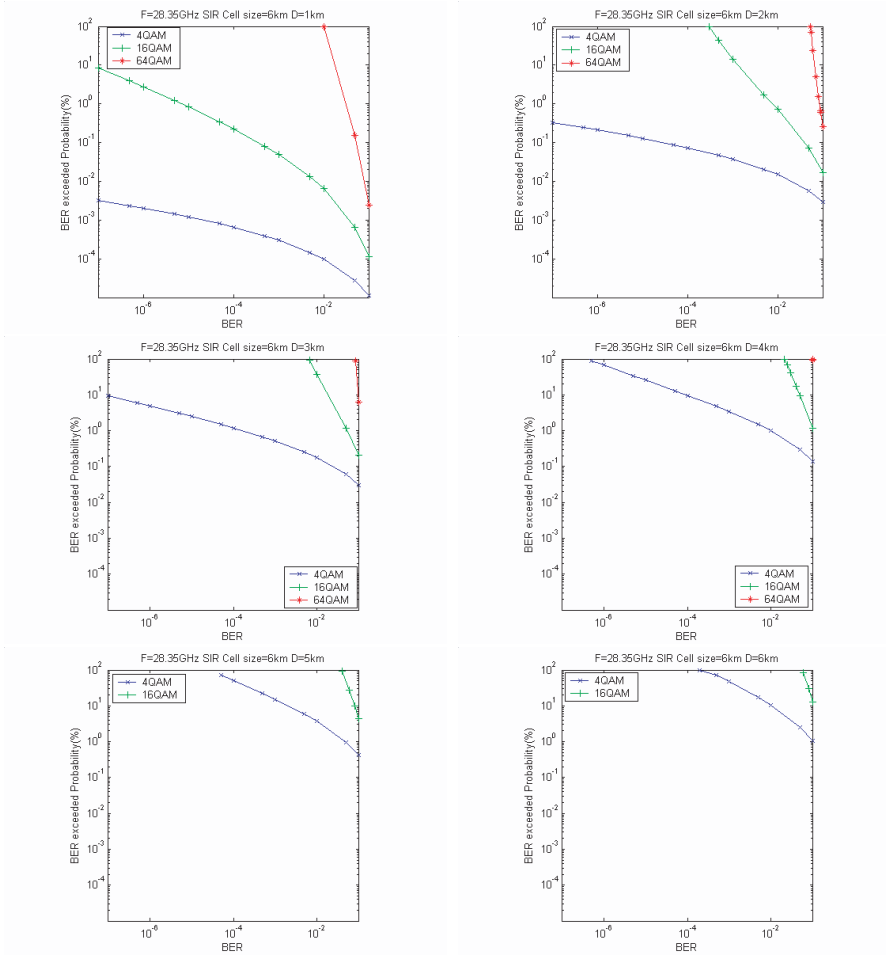 F=28.35GHz SIR Cell size=6km D=1km
4QAM
16QAM
64QAM
BER exceeded Probability(%)
10^2
10^1
10^0
10^-1
10^-2
10^-3
10^-4
10^-6
10^-4
10^-2
BER
F=28.35GHz SIR Cell size=6km D=2km
4QAM
16QAM
64QAM
BER exceeded Probability(%)
10^2
10^1
10^0
10^-1
10^-2
10^-3
10^-4
10^-6
10^-4
10^-2
BER
F=28.35GHz SIR Cell size=6km D=3km
BER exceeded Probability(%)
10^2
10^1
10^0
10^-1
10^-2
10^-3
10^-4
4QAM
16QAM
64QAM
10^-6
10^-4
10^-2
BER
F=28.35GHz SIR Cell size=6km D=4km
BER exceeded Probability(%)
10^2
10^1
10^0
10^-1
10^-2
10^-3
10^-4
4QAM
16QAM
64QAM
10^-6
10^-4
10^-2
BER
F=28.35GHz SIR Cell size=6km D=5km
4QAM
16QAM
BER exceeded Probability(%)
10^2
10^1
10^0
10^-1
10^-2
10^-3
10^-4
10^-6
10^-4
10^-2
BER
F=28.35GHz SIR Cell size=6km D=6km
4QAM
16QAM
BER exceeded Probability(%)
10^2
10^1
10^0
10^-1
10^-2
10^-3
10^-4
10^-6
10^-4
10^-2
BER